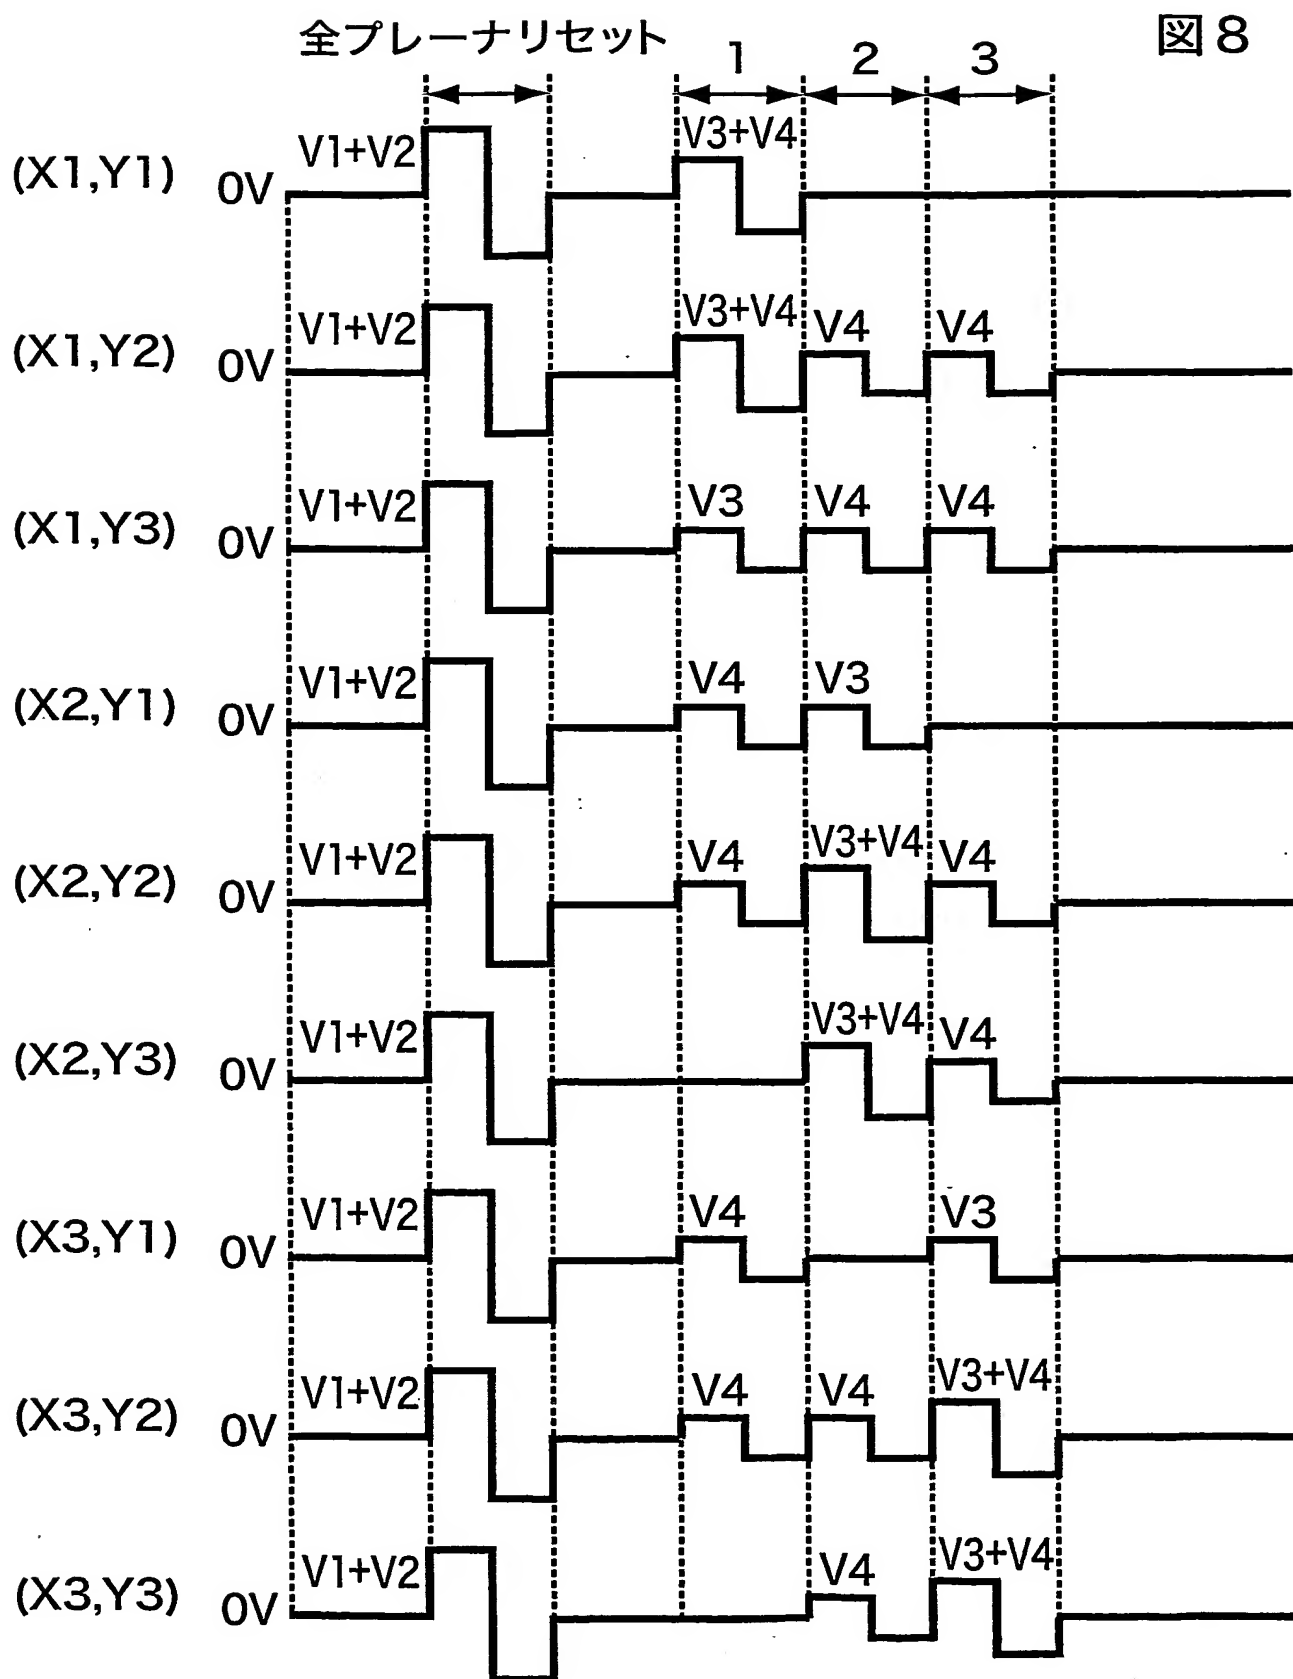 全プレーナリセット
図8
1 2 3
(X1,Y1) 0V V1+V2 V3+V4
(X1,Y2) 0V V1+V2 V3+V4 V4 V4
(X1,Y3) 0V V1+V2 V3 V4 V4
(X2,Y1) 0V V1+V2 V4 V3
(X2,Y2) 0V V1+V2 V4 V3+V4 V4
(X2,Y3) 0V V1+V2 V3+V4 V4
(X3,Y1) 0V V1+V2 V4 V3
(X3,Y2) 0V V1+V2 V4 V4 V3+V4
(X3,Y3) 0V V1+V2 V4 V3+V4